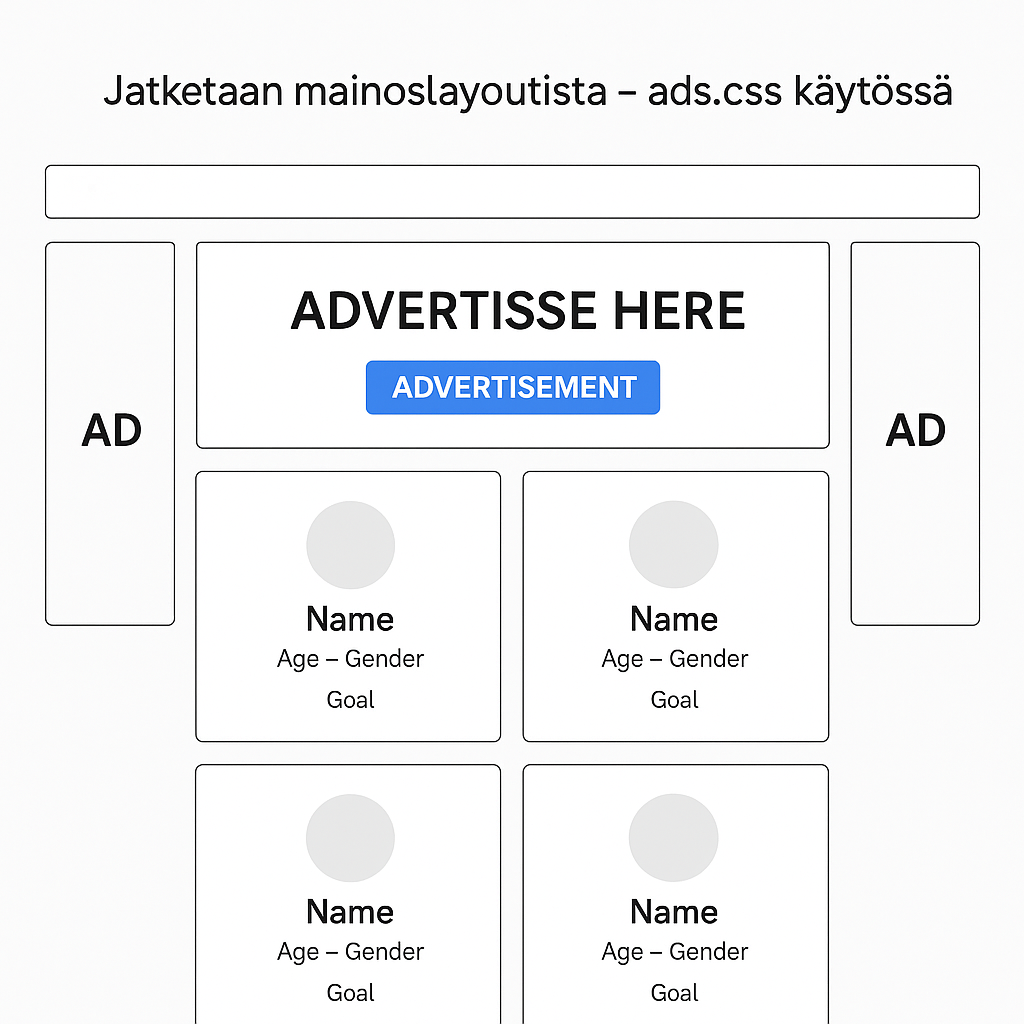 Jatketaan mainoslayoutista – ads.css käytössä
ADVERTISSE HERE
ADVERTISEMENT
AD
AD
Name
Age – Gender
Goal
Name
Age – Gender
Goal
Name
Age – Gender
Goal
Name
Age – Gender
Goal